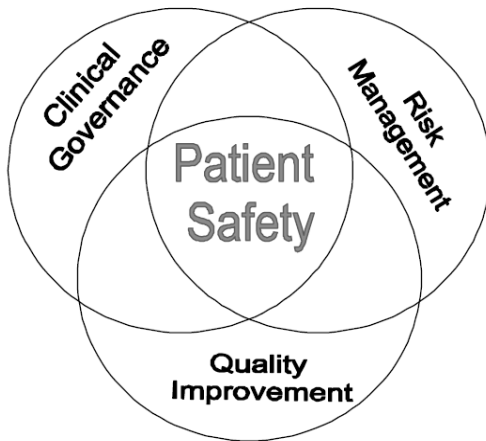 Clinical
Governance
Risk
Management
Patient
Safety
Quality
Improvement